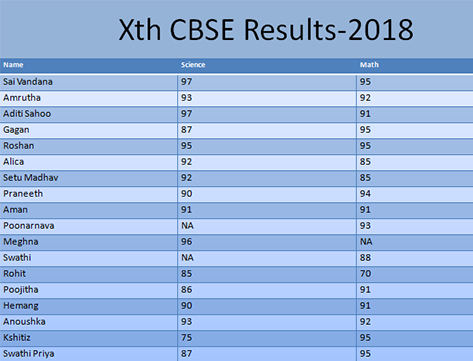 Xth CBSE Results-2018
Name Science Math
Sai Vandana 97 95
Amrutha 93 92
Aditi Sahoo 97 91
Gagan 87 95
Roshan 95 95
Alica 92 85
Setu Madhav 92 85
Praneeth 90 94
Aman 91 91
Poonarnava NA 93
Meghna 96 NA
Swathi NA 88
Rohit 85 70
Poojitha 86 91
Hemang 90 91
Anoushka 93 92
Kshitiz 75 95
Swathi Priya 87 95